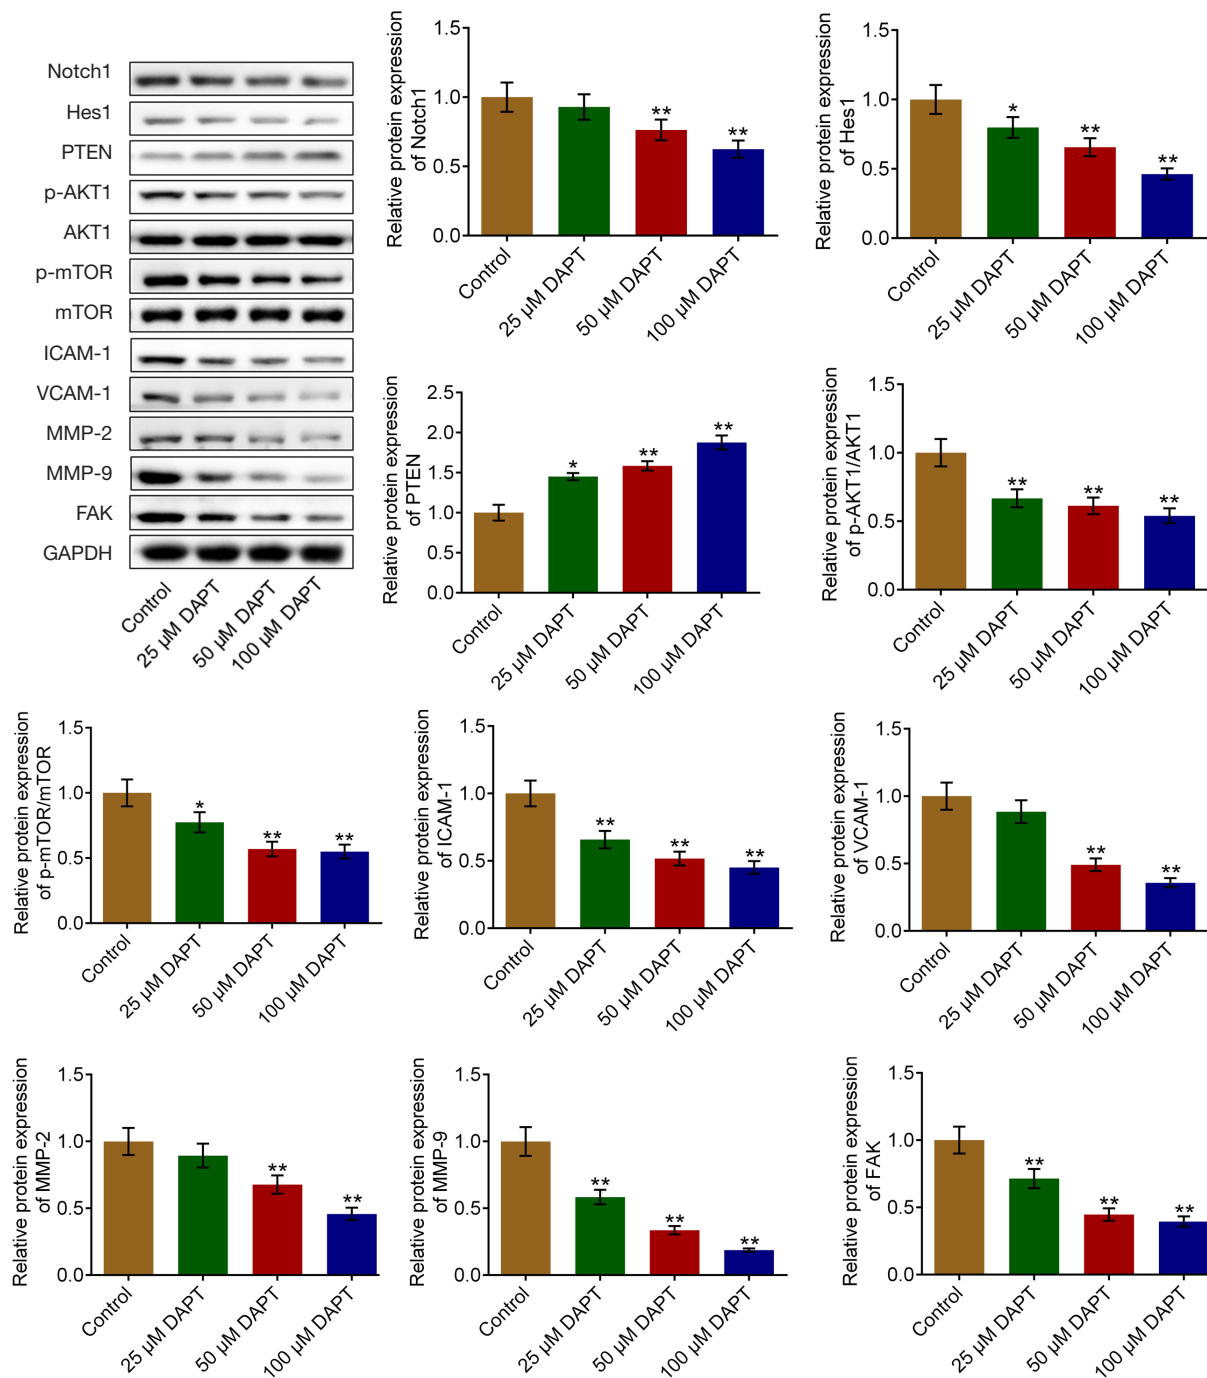 Notch1
Hes1
PTEN
p-AKT1
AKT1
p-mTOR
mTOR
ICAM-1
VCAM-1
MMP-2
MMP-9
FAK
GAPDH
Control
25 µM DAPT
50 µM DAPT
100 µM DAPT
Relative protein expression
of Notch1
1.5
1.0
0.5
0.0
**
**
Control
25 µM DAPT
50 µM DAPT
100 µM DAPT
Relative protein expression
of Hes1
1.5
1.0
0.5
0.0
*
**
**
Control
25 µM DAPT
50 µM DAPT
100 µM DAPT
Relative protein expression
of PTEN
2.5
2.0
1.5
1.0
0.5
0.0
*
**
**
Control
25 µM DAPT
50 µM DAPT
100 µM DAPT
Relative protein expression
of p-AKT1/AKT1
1.5
1.0
0.5
0.0
**
**
**
Control
25 µM DAPT
50 µM DAPT
100 µM DAPT
Relative protein expression
of p-mTOR/mTOR
1.5
1.0
0.5
0.0
*
**
**
Control
25 µM DAPT
50 µM DAPT
100 µM DAPT
Relative protein expression
of ICAM-1
1.5
1.0
0.5
0.0
**
**
**
Control
25 µM DAPT
50 µM DAPT
100 µM DAPT
Relative protein expression
of VCAM-1
1.5
1.0
0.5
0.0
**
**
Control
25 µM DAPT
50 µM DAPT
100 µM DAPT
Relative protein expression
of MMP-2
1.5
1.0
0.5
0.0
**
**
Control
25 µM DAPT
50 µM DAPT
100 µM DAPT
Relative protein expression
of MMP-9
1.5
1.0
0.5
0.0
**
**
**
Control
25 µM DAPT
50 µM DAPT
100 µM DAPT
Relative protein expression
of FAK
1.5
1.0
0.5
0.0
**
**
**
Control
25 µM DAPT
50 µM DAPT
100 µM DAPT